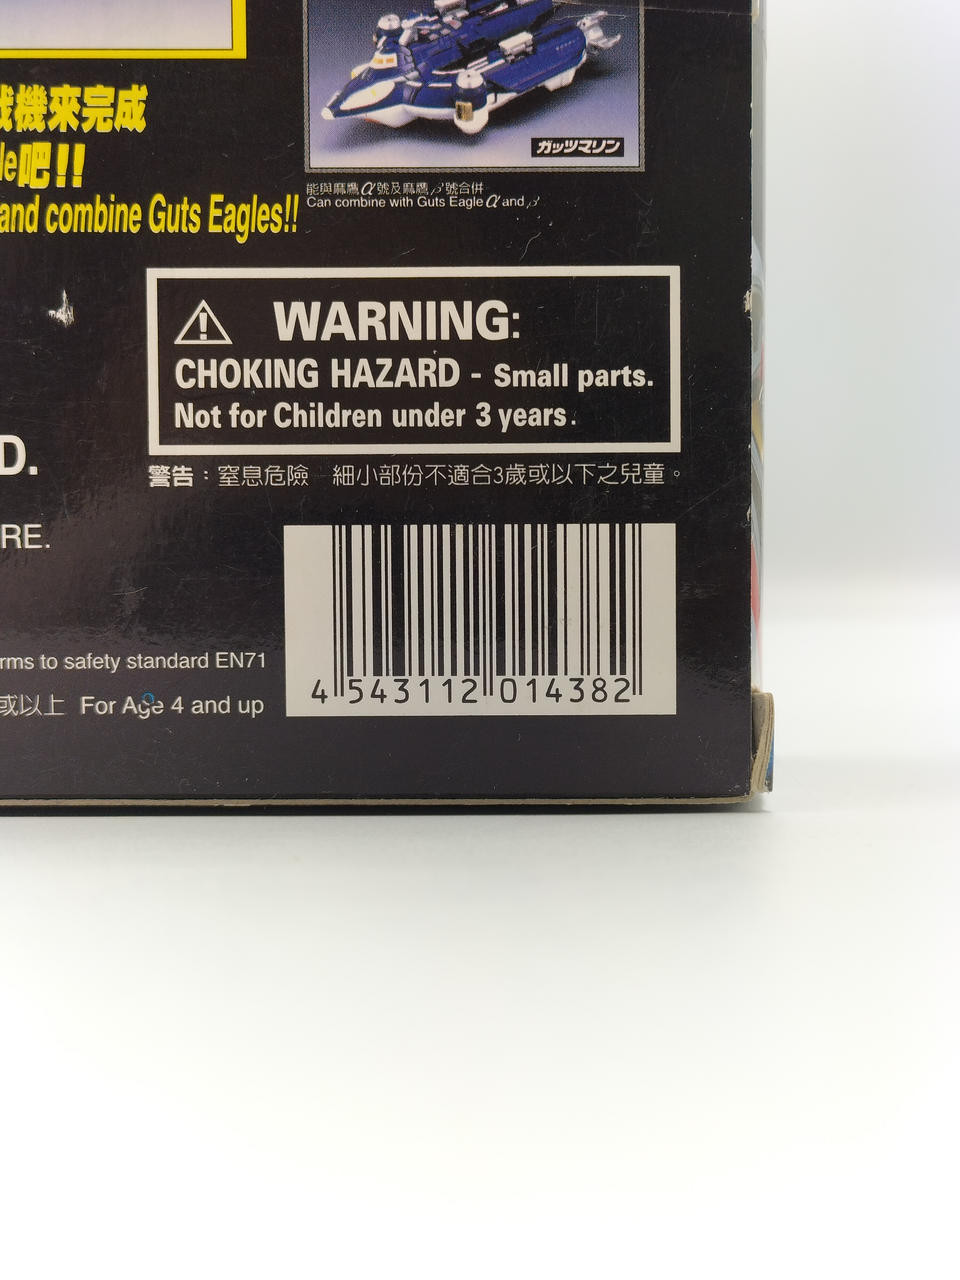 戰機來完成
le吧!!
and combine Guts Eagles!!
ガッツマリン
能與麻鷹α號及麻鷹β號合併
Can combine with Guts Eagle α and β
WARNING:
CHOKING HAZARD - Small parts.
Not for Children under 3 years.
警告：窒息危險 細小部份不適合3歲或以下之兒童。
D.
RE.
rms to safety standard EN71
或以上 For Age 4 and up
4 543112 014382